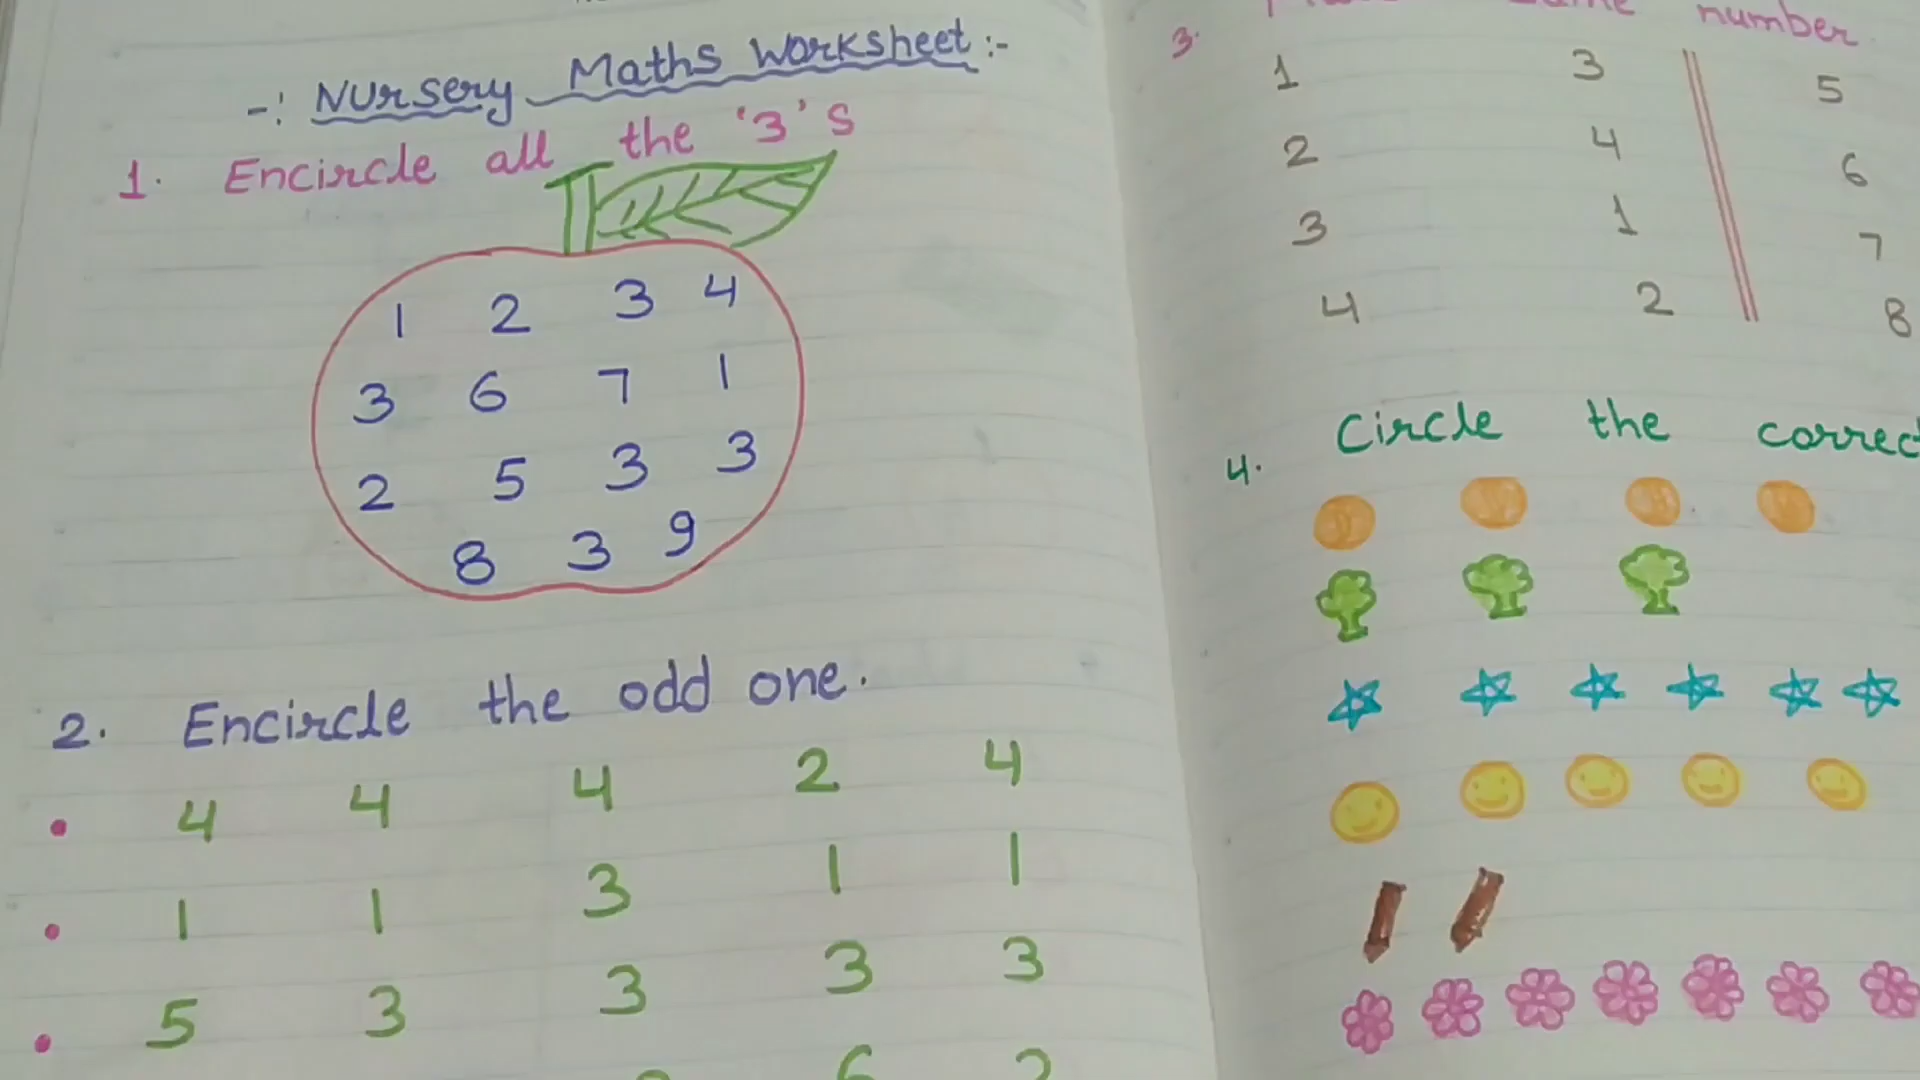 -: Nursery Maths Worksheet :-
1. Encircle all the '3's
1 2 3 4
3 6 7 1
2 5 3 3
8 3 9
2. Encircle the odd one.
• 4 4 4 2 4
• 1 1 3 1 1
• 5 3 3 3 3
3. number.
1 3 5
2 4 6
3 1 7
4 2 8
4. Circle the correct